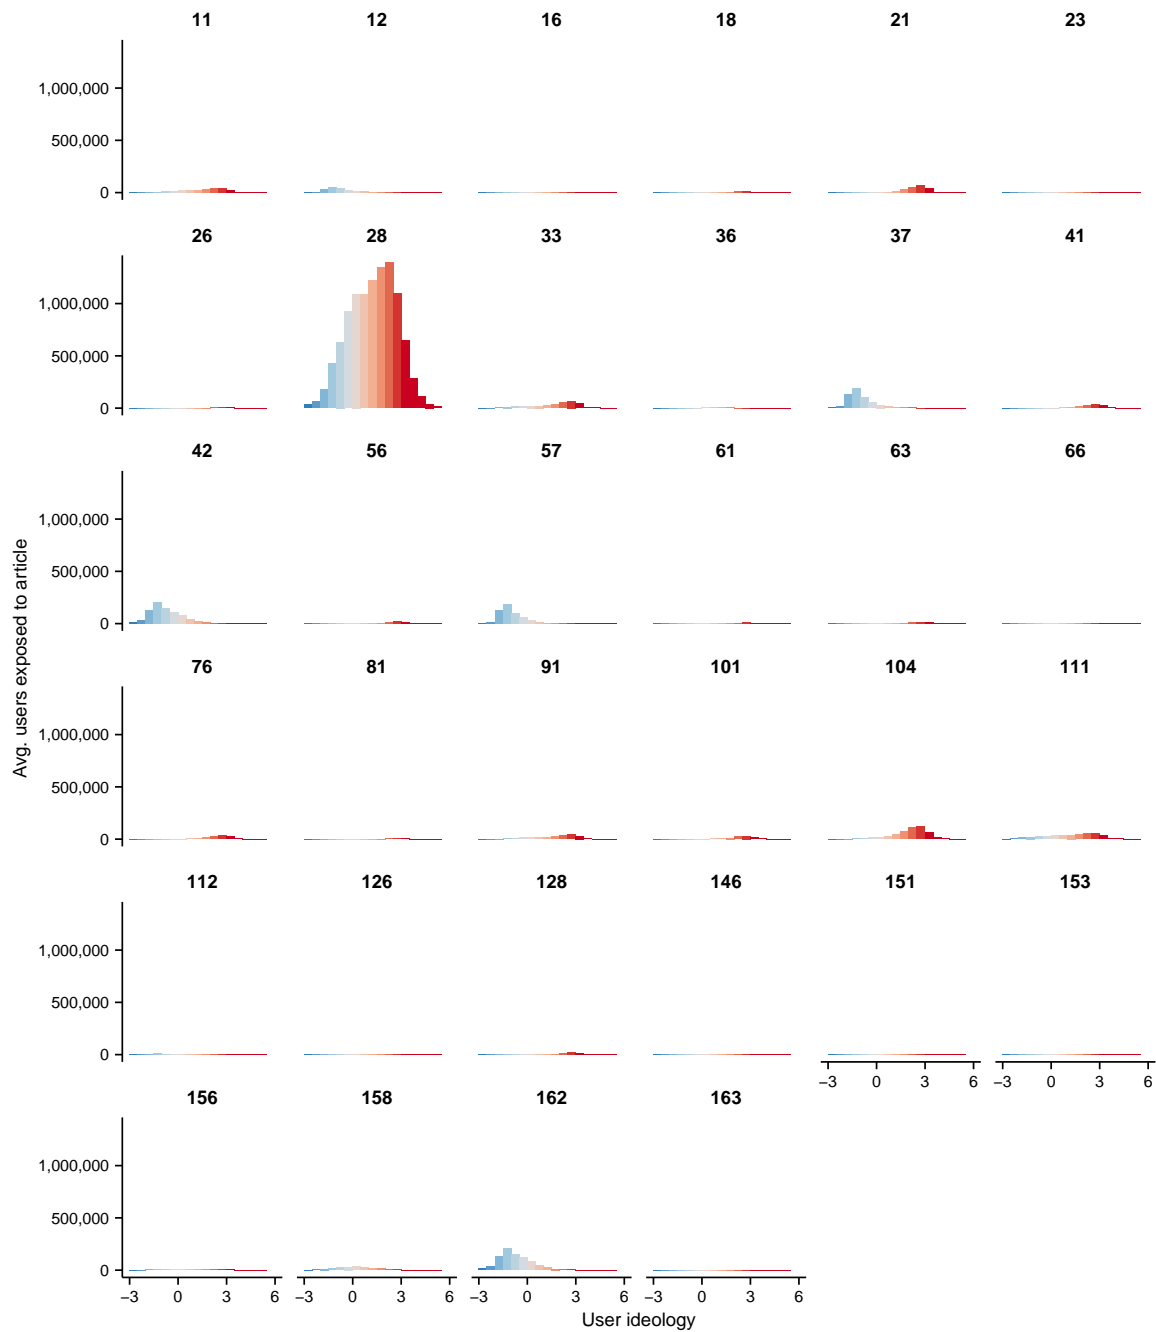 11 12 16 18 21 23
1,000,000
500,000
0
26 28 33 36 37 41
1,000,000
500,000
0
42 56 57 61 63 66
1,000,000
500,000
0
Avg. users exposed to article
76 81 91 101 104 111
1,000,000
500,000
0
112 126 128 146 151 153
1,000,000
500,000
0
−3 0 3 6 −3 0 3 6
156 158 162 163
1,000,000
500,000
0
−3 0 3 6 −3 0 3 6 −3 0 3 6 −3 0 3 6
User ideology